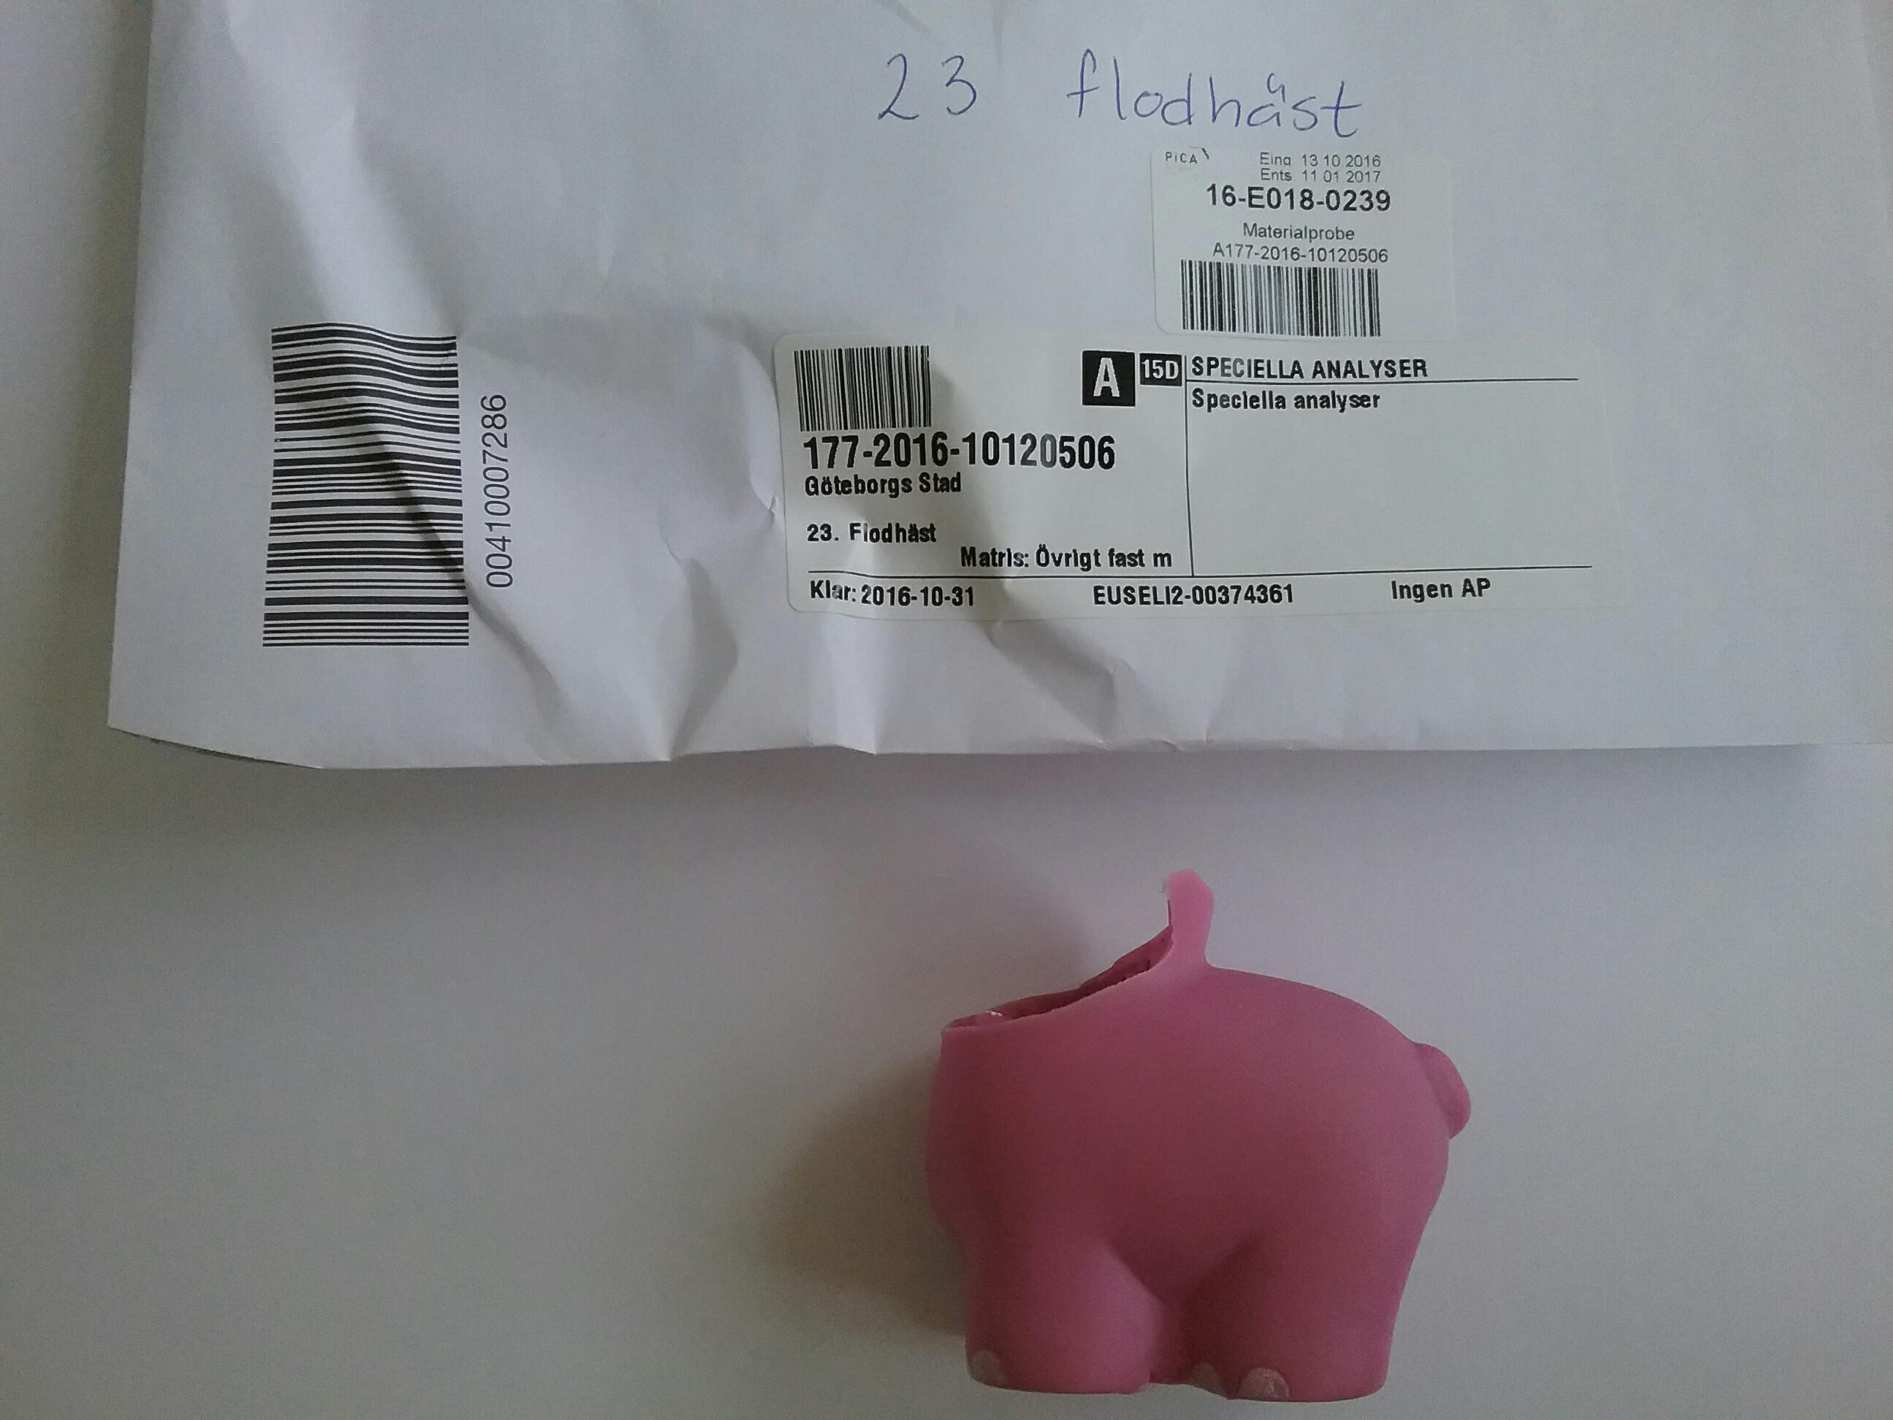 23 flodhäst
PiCA
Eing 13 10 2016
Ents 11 01 2017
16-E018-0239
Materialprobe
A177-2016-10120506
00410007286
A 15D SPECIELLA ANALYSER
Speciella analyser
177-2016-10120506
Göteborgs Stad
23. Flodhäst
Matris: Övrigt fast m
Klar: 2016-10-31 EUSELI2-00374361 Ingen AP